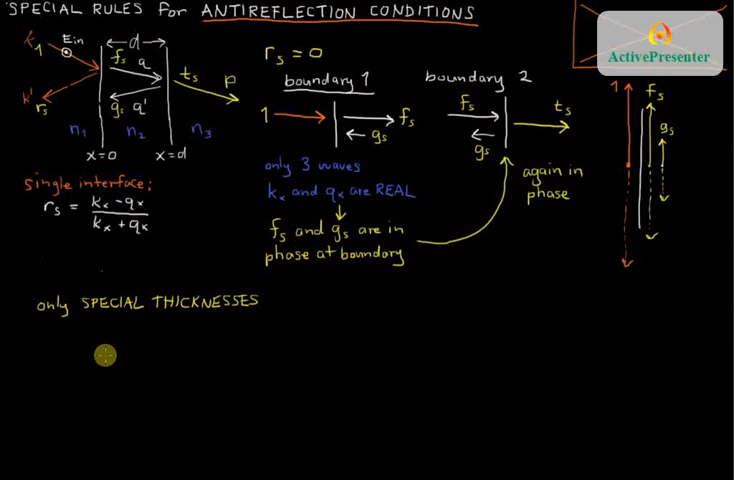 SPECIAL RULES for ANTIREFLECTION CONDITIONS
ActivePresenter
k 1 Ein
← d →
fs q
k' rs
gs q'
ts p
n1 n2 n3
x=0 x=d
rs = 0
boundary 1
1 fs
gs
boundary 2
fs ts
gs
1 fs
gs
only 3 waves
kx and qx are REAL
↓
fs and gs are in
phase at boundary
again in
phase
single interface:
rs = kx - qx / kx + qx
only SPECIAL THICKNESSES